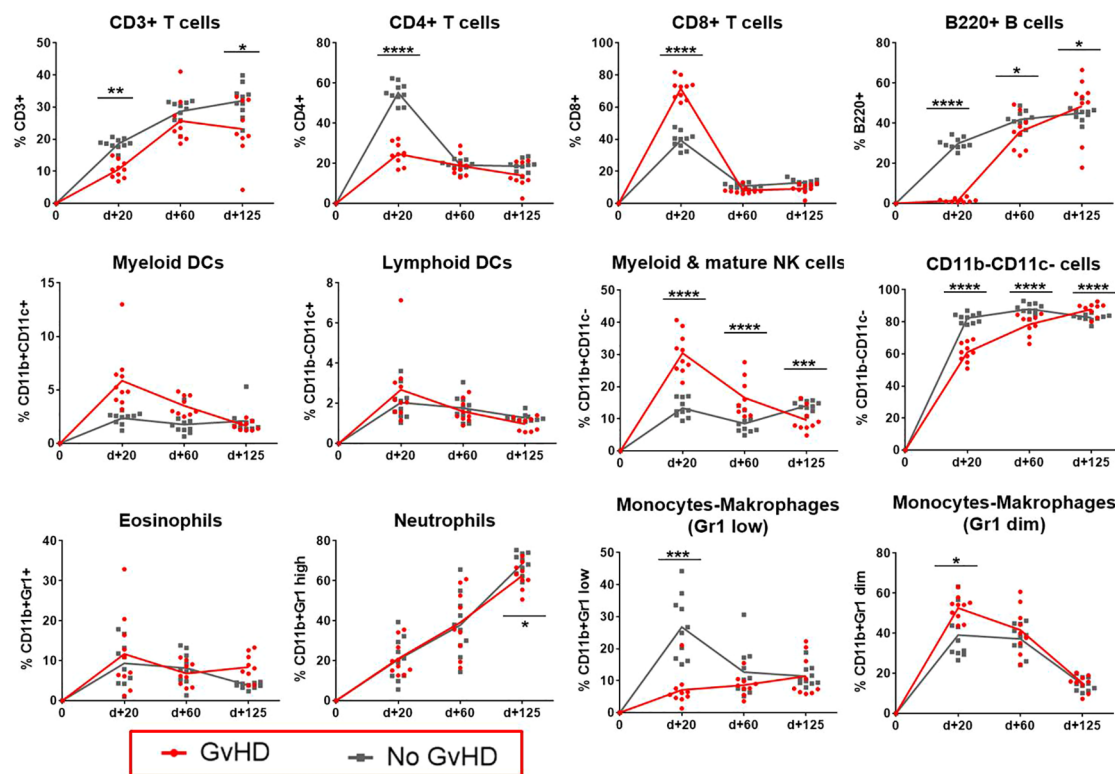 CD3+ T cells
% CD3+
50
40
30
20
10
0
**
*
0
d+20
d+60
d+125
CD4+ T cells
% CD4+
80
60
40
20
0
****
0
d+20
d+60
d+125
CD8+ T cells
% CD8+
100
80
60
40
20
0
****
0
d+20
d+60
d+125
B220+ B cells
% B220+
80
60
40
20
0
****
*
*
0
d+20
d+60
d+125
Myeloid DCs
% CD11b+CD11c+
15
10
5
0
0
d+20
d+60
d+125
Lymphoid DCs
% CD11b-CD11c+
8
6
4
2
0
0
d+20
d+60
d+125
Myeloid & mature NK cells
% CD11b+CD11c-
50
40
30
20
10
0
****
****
***
0
d+20
d+60
d+125
CD11b-CD11c- cells
% CD11b-CD11c-
100
80
60
40
20
0
****
****
****
0
d+20
d+60
d+125
Eosinophils
% CD11b+Gr1+
40
30
20
10
0
0
d+20
d+60
d+125
Neutrophils
% CD11b+Gr1 high
80
60
40
20
0
*
0
d+20
d+60
d+125
Monocytes-Makrophages
(Gr1 low)
% CD11b+Gr1 low
50
40
30
20
10
0
***
0
d+20
d+60
d+125
Monocytes-Makrophages
(Gr1 dim)
% CD11b+Gr1 dim
80
60
40
20
0
*
0
d+20
d+60
d+125
GvHD
No GvHD